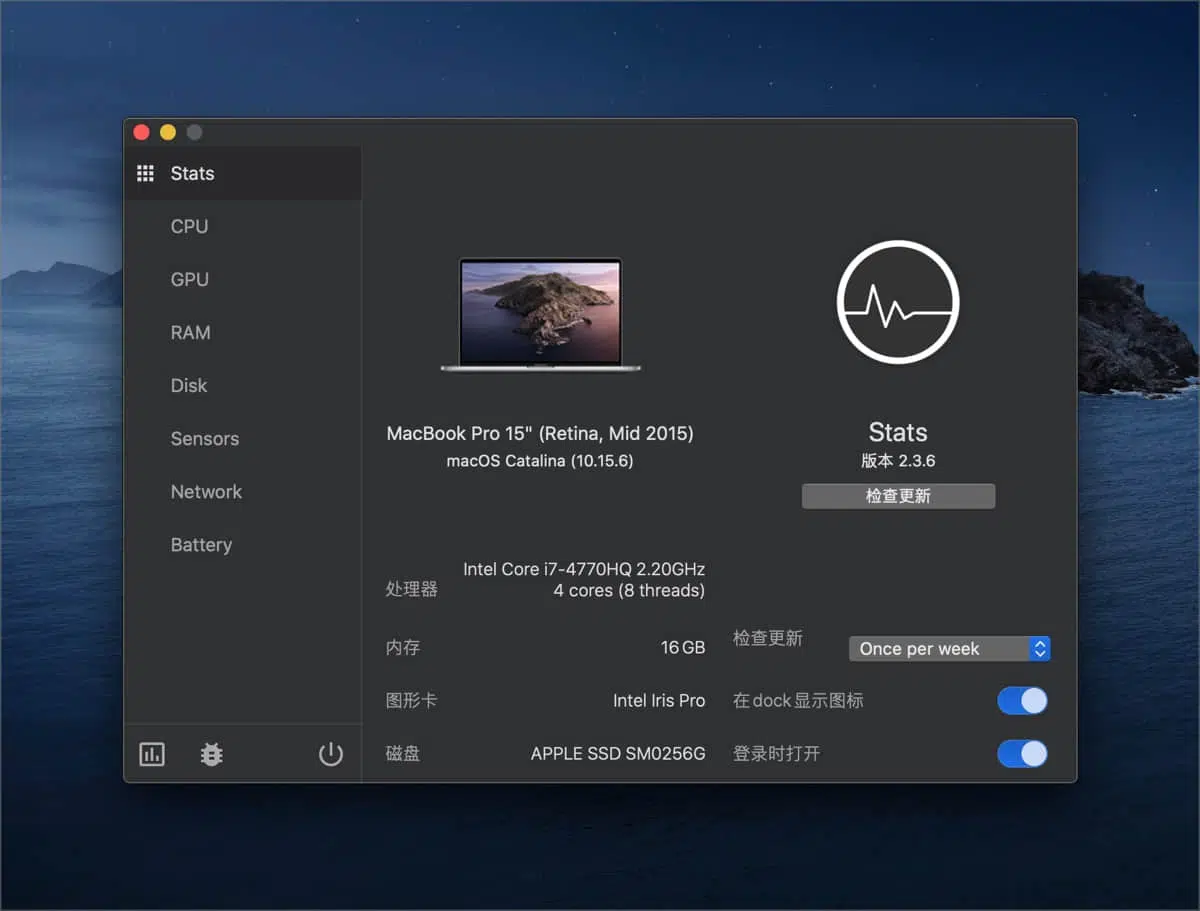 Stats
CPU
GPU
RAM
Disk
Sensors
Network
Battery
MacBook Pro 15" (Retina, Mid 2015)
macOS Catalina (10.15.6)
Stats
版本 2.3.6
检查更新
处理器
Intel Core i7-4770HQ 2.20GHz
4 cores (8 threads)
内存
16 GB
图形卡
Intel Iris Pro
磁盘
APPLE SSD SM0256G
检查更新
Once per week
在dock显示图标
登录时打开